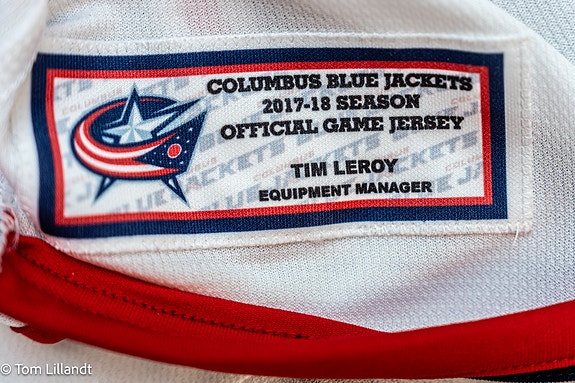 COLUMBUS BLUE JACKETS
2017-18 SEASON
OFFICIAL GAME JERSEY
TIM LEROY
EQUIPMENT MANAGER
© Tom Lillandt